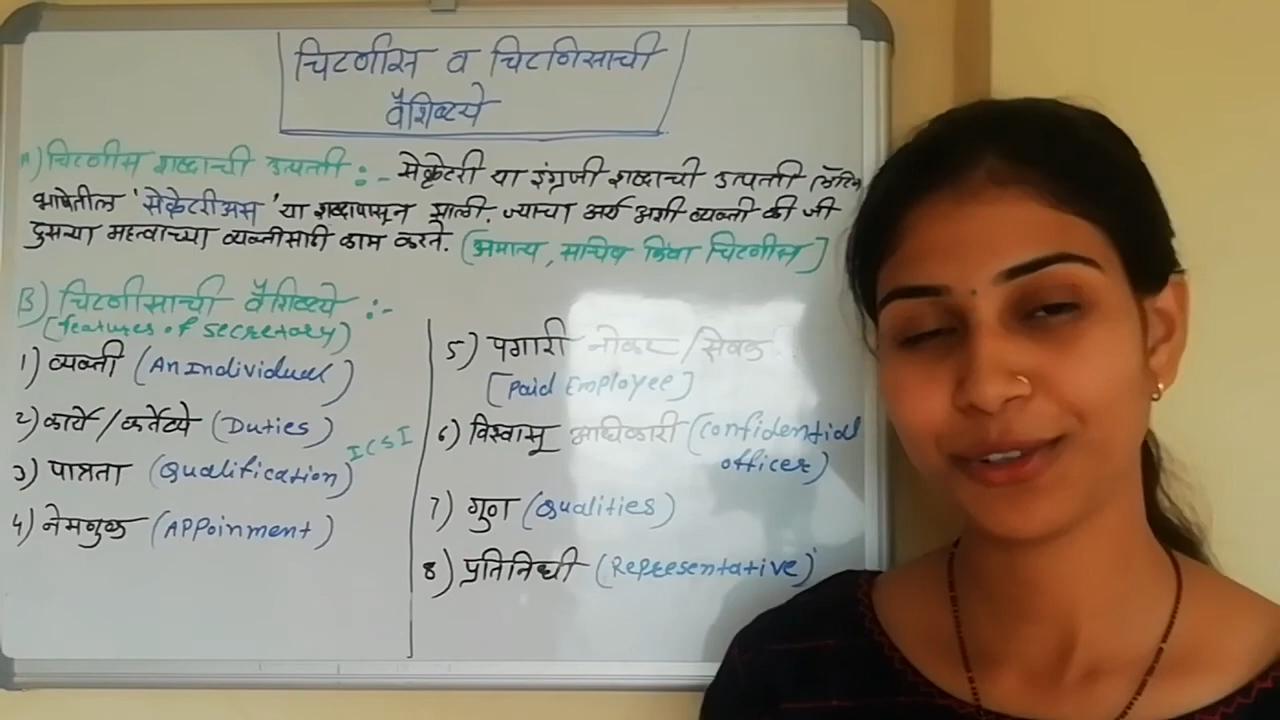 चिटणीस व चिटणिसाची
वैशिष्ट्ये
A) चिटणीस शब्दाची उत्पत्ती :- सेक्रेटरी या इंग्रजी शब्दाची उत्पत्ती लॅटिन
भाषेतील 'सेक्रेटरीअस' या शब्दापासून झाली. ज्याचा अर्थ अशी व्यक्ती की जी
दुसऱ्या महत्वाच्या व्यक्तीसाठी काम करते. (अमात्य, सचिव किंवा चिटणीस]
B) चिटणीसाची वैशिष्ट्ये :-
[features of secretary)
1) व्यक्ती (An Individual)
2) कार्ये/कर्तव्ये (Duties)
3) पात्रता (Qualification) ICSI
4) नेमणुक (APPoinment)
5) पगारी नोकर/सेवक
[Paid Employee]
6) विश्वासू अधिकारी (Confidential
officer)
7) गुण (Qualities)
8) प्रतिनिधी (Representative)